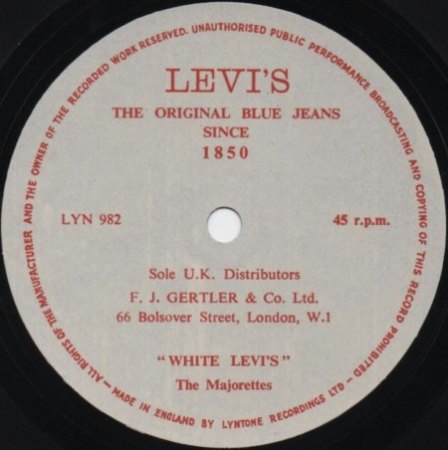 LEVI'S
THE ORIGINAL BLUE JEANS
SINCE
1850
LYN 982
45 r.p.m.
Sole U.K. Distributors
F. J. GERTLER & Co. Ltd.
66 Bolsover Street, London, W.1
"WHITE LEVI'S"
The Majorettes
ALL RIGHTS OF THE MANUFACTURER AND THE OWNER OF THE RECORDED WORK RESERVED. UNAUTHORISED PUBLIC PERFORMANCE BROADCASTING AND COPYING OF THIS RECORD PROHIBITED —
MADE IN ENGLAND BY LYNTONE RECORDINGS LTD —